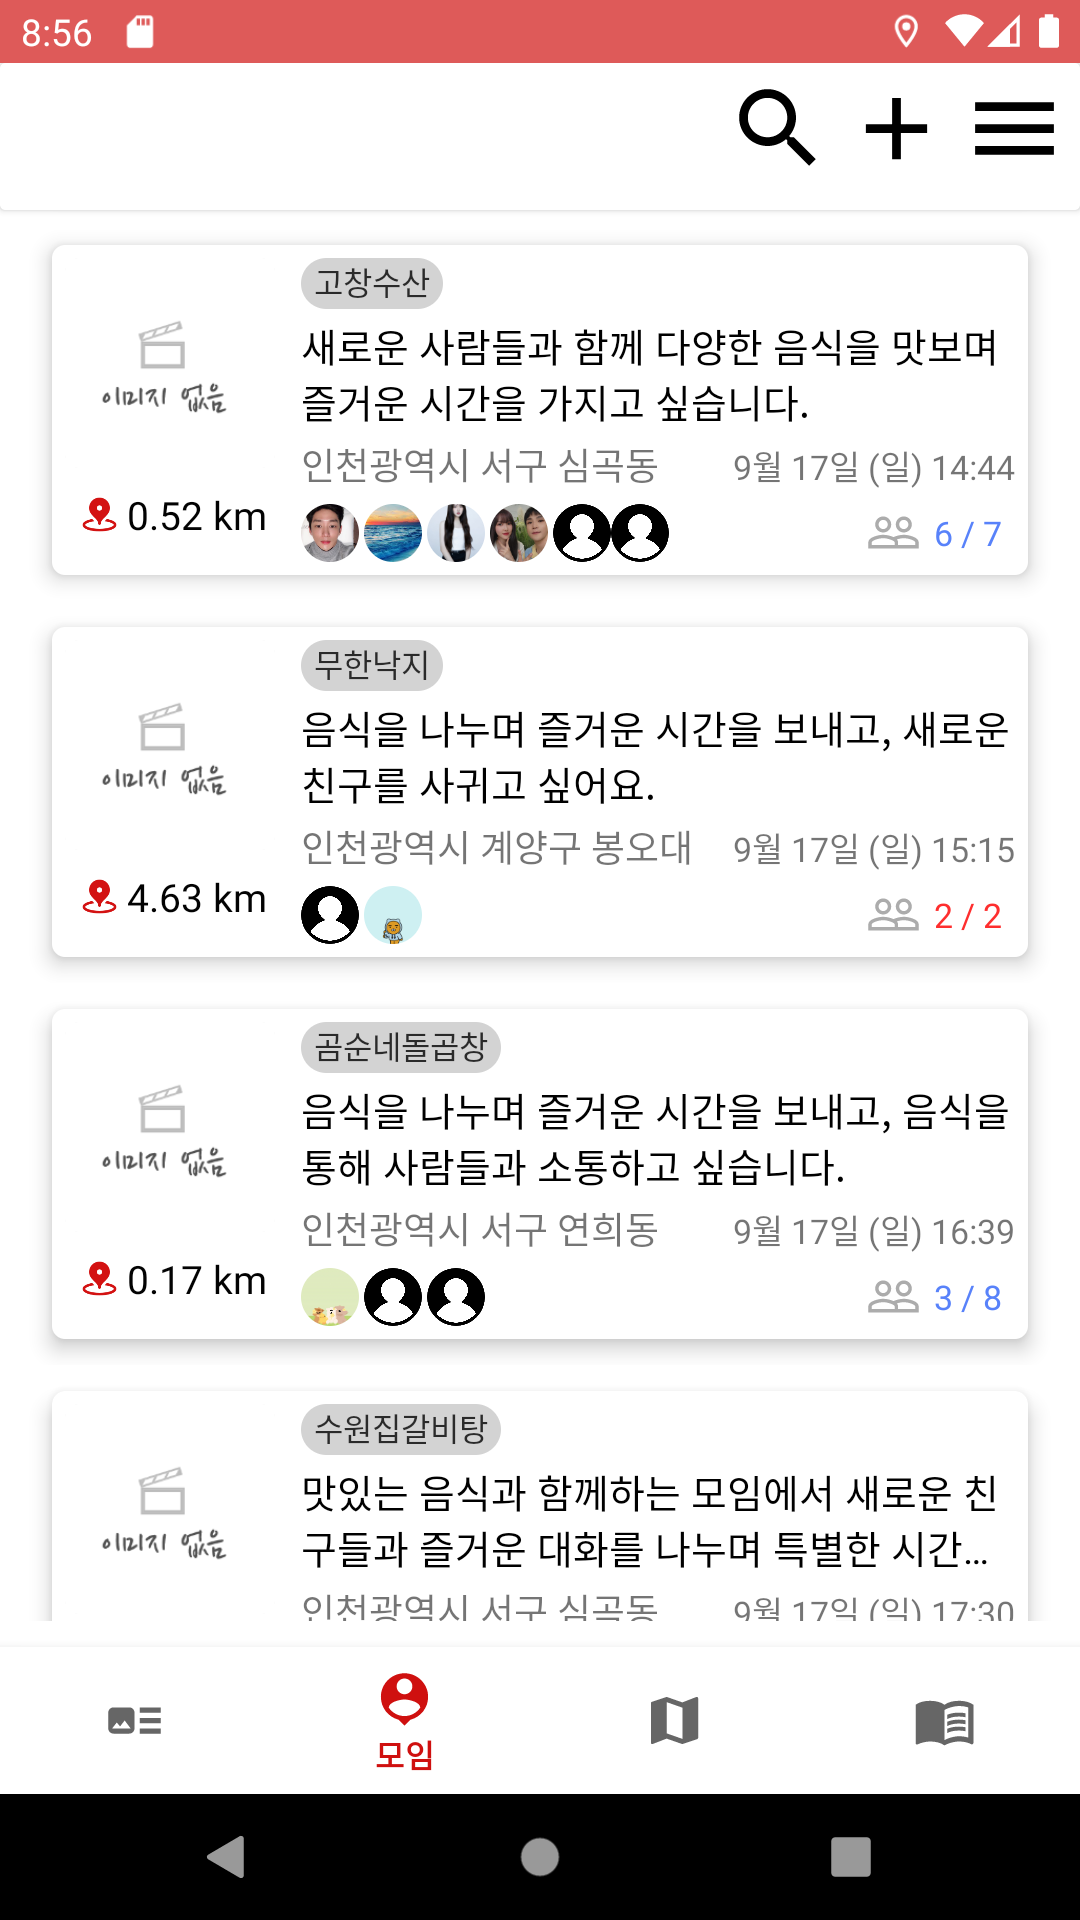 8:56
고창수산
새로운 사람들과 함께 다양한 음식을 맛보며
즐거운 시간을 가지고 싶습니다.
인천광역시 서구 심곡동 9월 17일 (일) 14:44
이미지 없음
0.52 km
6 / 7
무한낙지
음식을 나누며 즐거운 시간을 보내고, 새로운
친구를 사귀고 싶어요.
인천광역시 계양구 봉오대 9월 17일 (일) 15:15
이미지 없음
4.63 km
2 / 2
곰순네돌곱창
음식을 나누며 즐거운 시간을 보내고, 음식을
통해 사람들과 소통하고 싶습니다.
인천광역시 서구 연희동 9월 17일 (일) 16:39
이미지 없음
0.17 km
3 / 8
수원집갈비탕
맛있는 음식과 함께하는 모임에서 새로운 친
구들과 즐거운 대화를 나누며 특별한 시간...
이미지 없음
인천광역시 서구 심곡동 9월 17일 (일) 17:30
모임